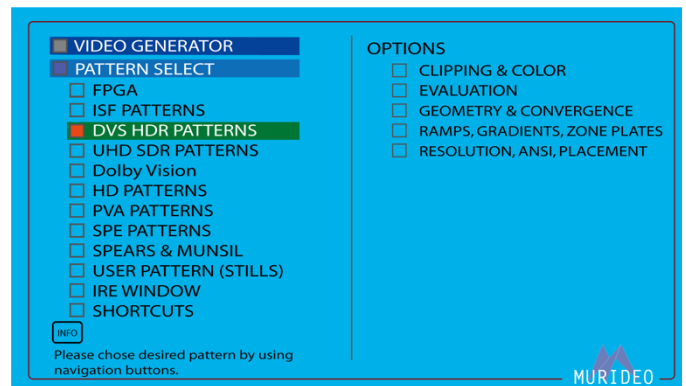 VIDEO GENERATOR
PATTERN SELECT
FPGA
ISF PATTERNS
DVS HDR PATTERNS
UHD SDR PATTERNS
Dolby Vision
HD PATTERNS
PVA PATTERNS
SPE PATTERNS
SPEARS & MUNSIL
USER PATTERN (STILLS)
IRE WINDOW
SHORTCUTS
INFO
Please chose desired pattern by using
navigation buttons.
OPTIONS
CLIPPING & COLOR
EVALUATION
GEOMETRY & CONVERGENCE
RAMPS, GRADIENTS, ZONE PLATES
RESOLUTION, ANSI, PLACEMENT
MURIDEO